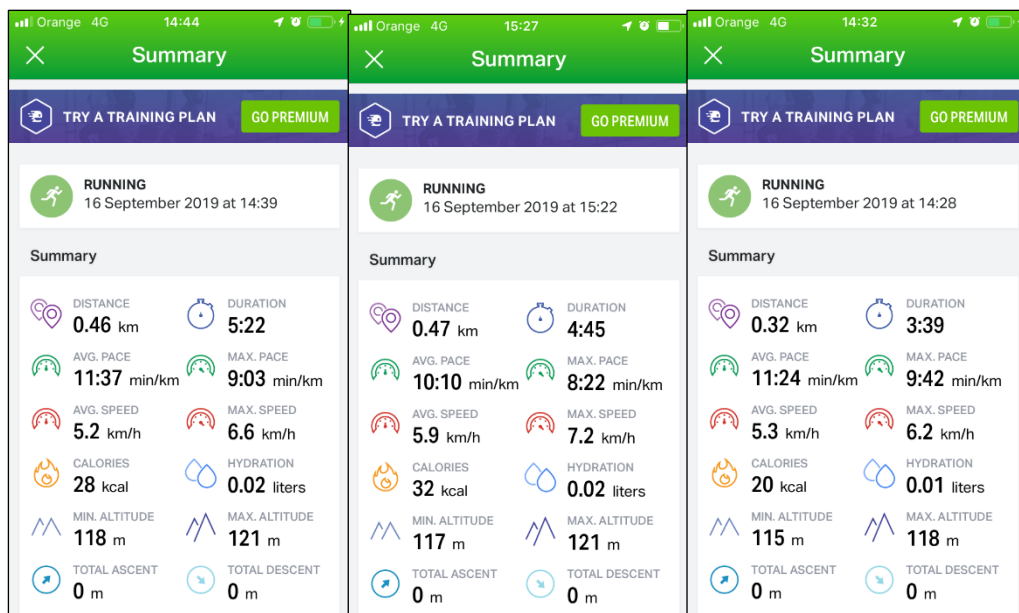 Orange 4G 14:44
Summary
TRY A TRAINING PLAN GO PREMIUM
RUNNING
16 September 2019 at 14:39
Summary
DISTANCE DURATION
0.46 km 5:22
AVG. PACE MAX. PACE
11:37 min/km 9:03 min/km
AVG. SPEED MAX. SPEED
5.2 km/h 6.6 km/h
CALORIES HYDRATION
28 kcal 0.02 liters
MIN. ALTITUDE MAX. ALTITUDE
118 m 121 m
TOTAL ASCENT TOTAL DESCENT
0 m 0 m
Orange 4G 15:27
Summary
TRY A TRAINING PLAN GO PREMIUM
RUNNING
16 September 2019 at 15:22
Summary
DISTANCE DURATION
0.47 km 4:45
AVG. PACE MAX. PACE
10:10 min/km 8:22 min/km
AVG. SPEED MAX. SPEED
5.9 km/h 7.2 km/h
CALORIES HYDRATION
32 kcal 0.02 liters
MIN. ALTITUDE MAX. ALTITUDE
117 m 121 m
TOTAL ASCENT TOTAL DESCENT
0 m 0 m
Orange 4G 14:32
Summary
TRY A TRAINING PLAN GO PREMIUM
RUNNING
16 September 2019 at 14:28
Summary
DISTANCE DURATION
0.32 km 3:39
AVG. PACE MAX. PACE
11:24 min/km 9:42 min/km
AVG. SPEED MAX. SPEED
5.3 km/h 6.2 km/h
CALORIES HYDRATION
20 kcal 0.01 liters
MIN. ALTITUDE MAX. ALTITUDE
115 m 118 m
TOTAL ASCENT TOTAL DESCENT
0 m 0 m